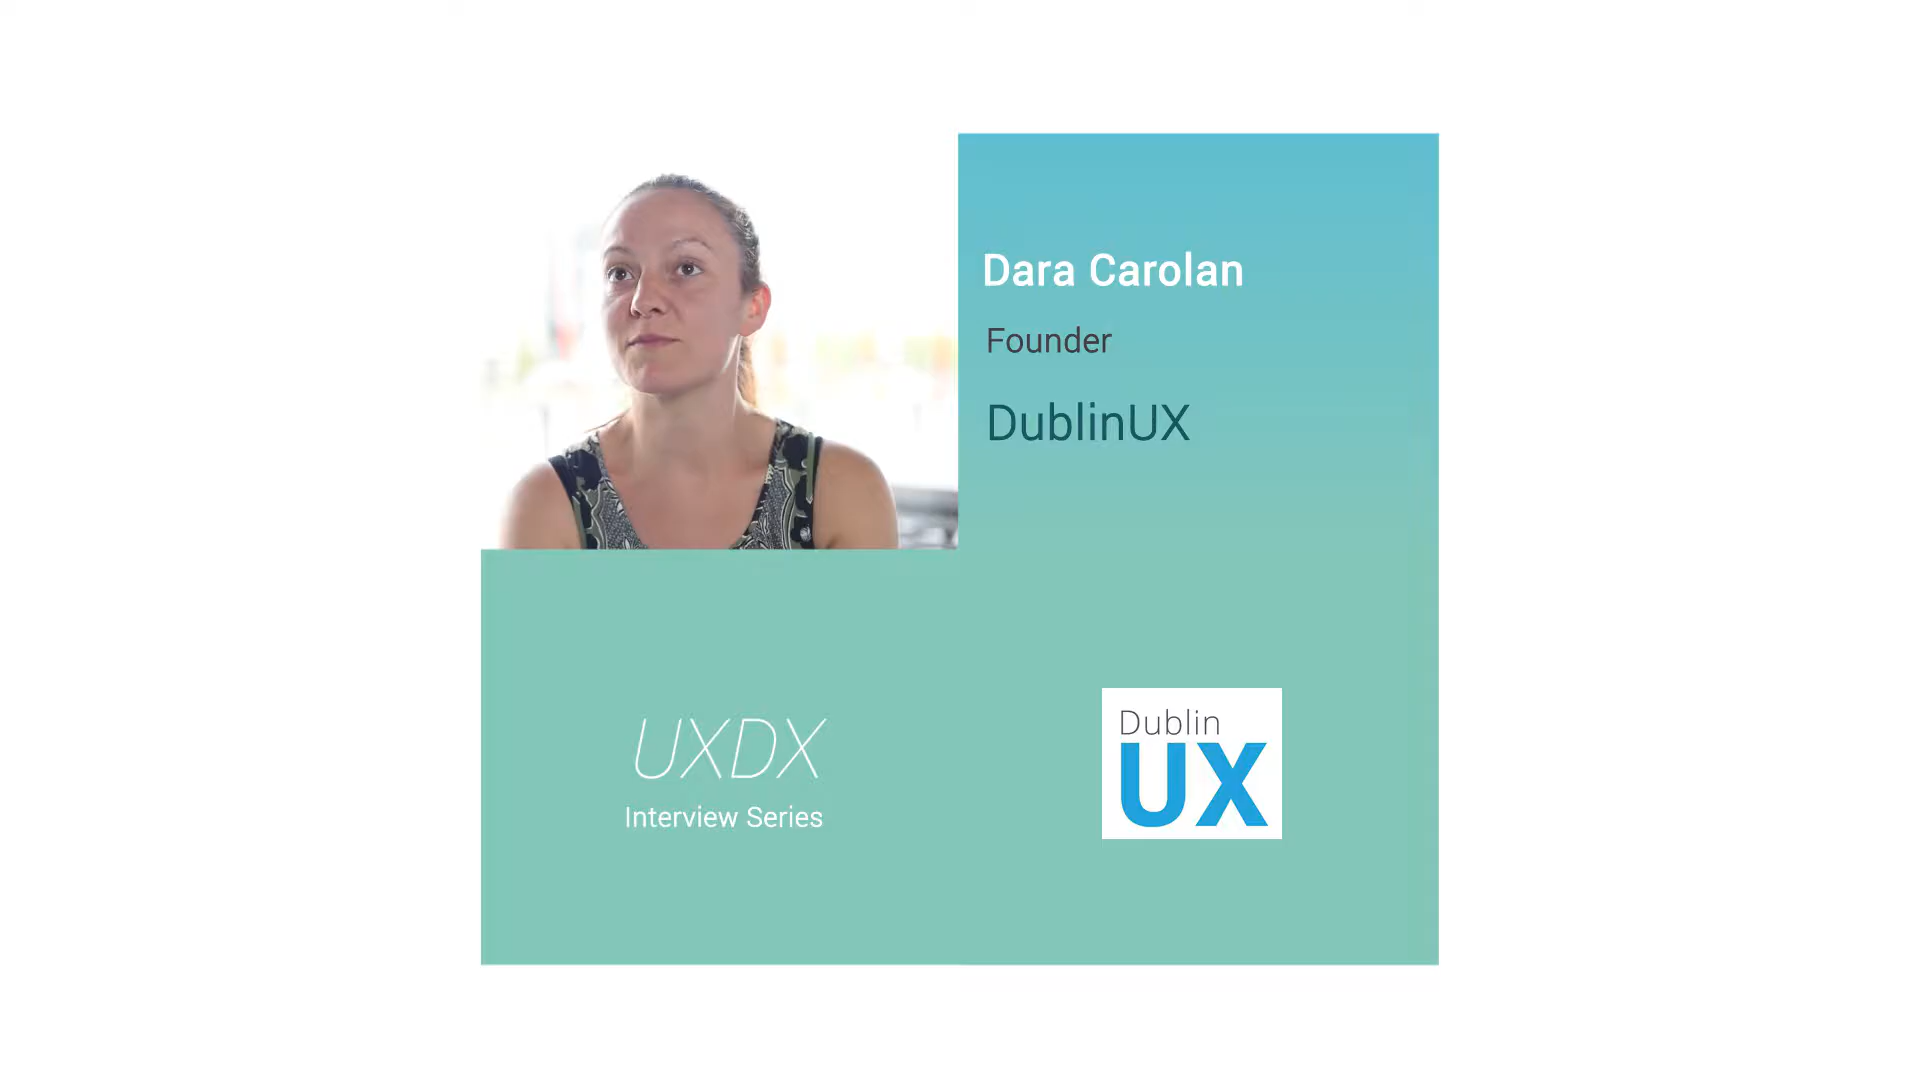 Dara Carolan
Founder
DublinUX
UXDX
Interview Series
Dublin
UX